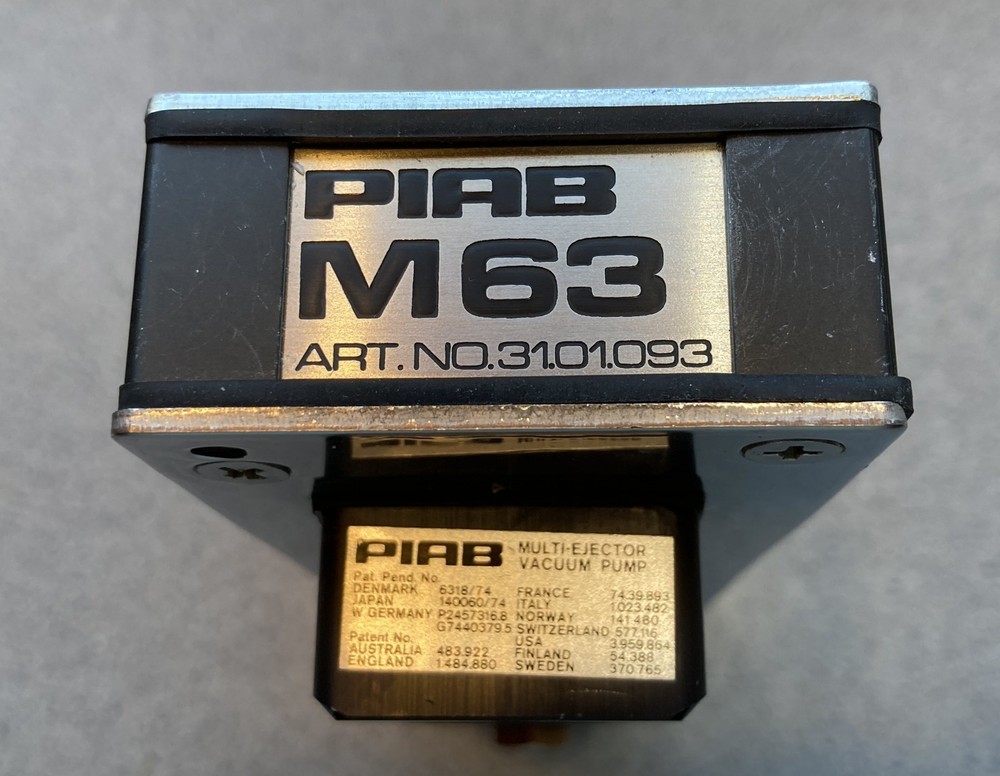 PIAB
M63
ART. NO.31.01.093
PIAB MULTI-EJECTOR
VACUUM PUMP
Pat. Pend. No.
DENMARK 6318/74 FRANCE 74.39.893
JAPAN 140060/74 ITALY 1.023.482
W GERMANY P2457316.8 NORWAY 141.480
G7440379.5 SWITZERLAND 577.116
Patent No. USA 3.959.864
AUSTRALIA 483.922 FINLAND 54.388
ENGLAND 1.484.880 SWEDEN 370.765